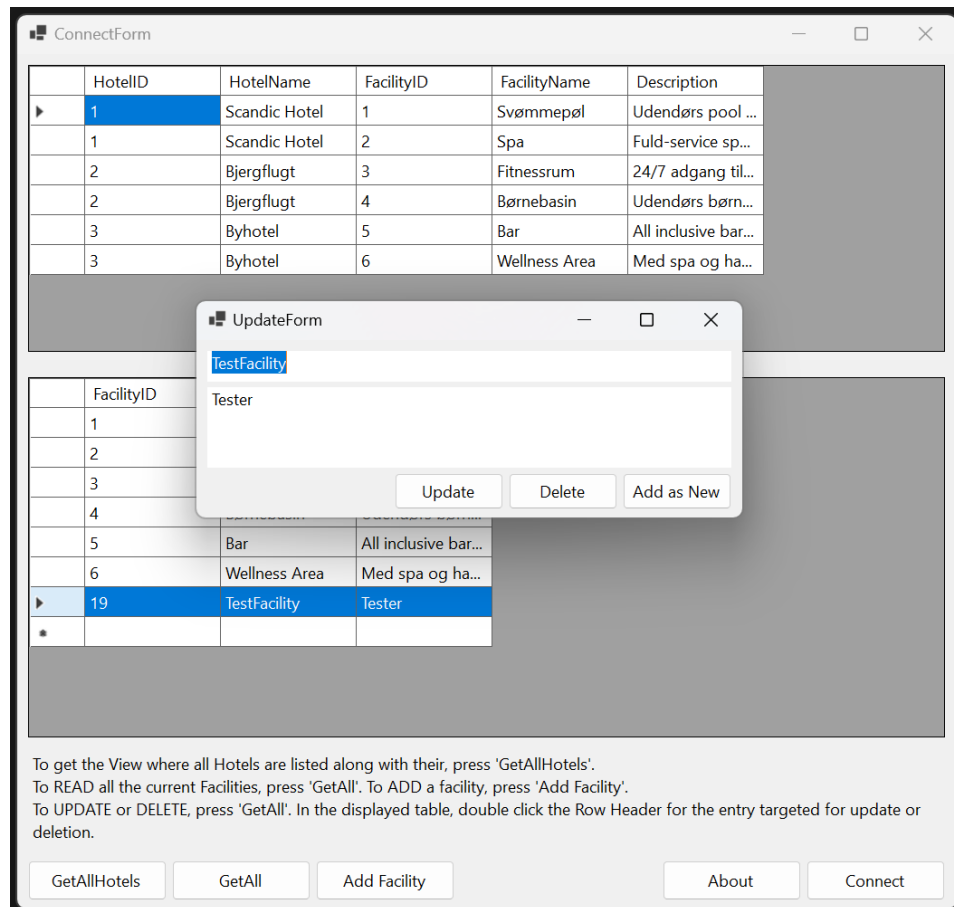 ConnectForm
HotelID HotelName FacilityID FacilityName Description
1 Scandic Hotel 1 Svømmepøl Udendørs pool ...
1 Scandic Hotel 2 Spa Fuld-service sp...
2 Bjergflugt 3 Fitnessrum 24/7 adgang til...
2 Bjergflugt 4 Børnebasin Udendørs børn...
3 Byhotel 5 Bar All inclusive bar...
3 Byhotel 6 Wellness Area Med spa og ha...
UpdateForm
TestFacility
Tester
Update Delete Add as New
FacilityID
1
2
3
4
5 Bar All inclusive bar...
6 Wellness Area Med spa og ha...
19 TestFacility Tester
To get the View where all Hotels are listed along with their, press 'GetAllHotels'.
To READ all the current Facilities, press 'GetAll'. To ADD a facility, press 'Add Facility'.
To UPDATE or DELETE, press 'GetAll'. In the displayed table, double click the Row Header for the entry targeted for update or
deletion.
GetAllHotels GetAll Add Facility About Connect